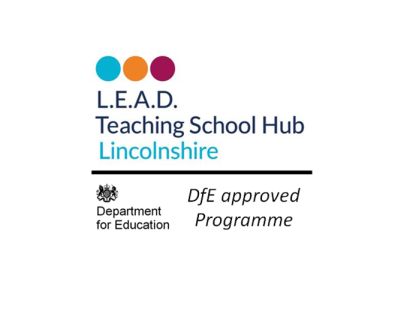 L.E.A.D.
Teaching School Hub
Lincolnshire
Department
for Education
DfE approved
Programme